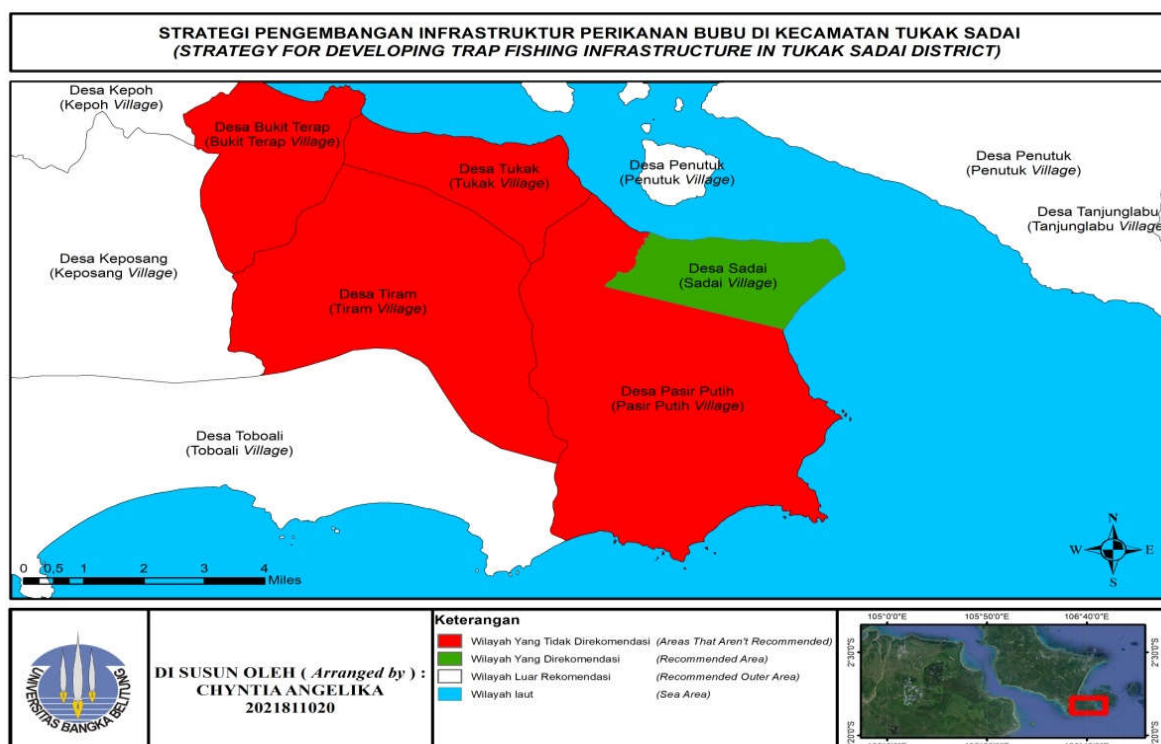 STRATEGI PENGEMBANGAN INFRASTRUKTUR PERIKANAN BUBU DI KECAMATAN TUKAK SADAI
(STRATEGY FOR DEVELOPING TRAP FISHING INFRASTRUCTURE IN TUKAK SADAI DISTRICT)
Desa Kepoh
(Kepoh Village)
Desa Bukit Terap
(Bukit Terap Village)
Desa Tukak
(Tukak Village)
Desa Penutuk
(Penutuk Village)
Desa Penutuk
(Penutuk Village)
Desa Tanjunglabu
(Tanjunglabu Village)
Desa Keposang
(Keposang Village)
Desa Sadai
(Sadai Village)
Desa Tiram
(Tiram Village)
Desa Pasir Putih
(Pasir Putih Village)
Desa Toboali
(Toboali Village)
N
W E
S
0 0,5 1 2 3 4
Miles
UNIVERSITAS BANGKA BELITUNG
DI SUSUN OLEH ( Arranged by ) :
CHYNTIA ANGELIKA
2021811020
Keterangan
Wilayah Yang Tidak Direkomendasi (Areas That Aren't Recommended)
Wilayah Yang Direkomendasi (Recommended Area)
Wilayah Luar Rekomendasi (Recommended Outer Area)
Wilayah laut (Sea Area)
105°0'0"E 105°50'0"E 106°40'0"E